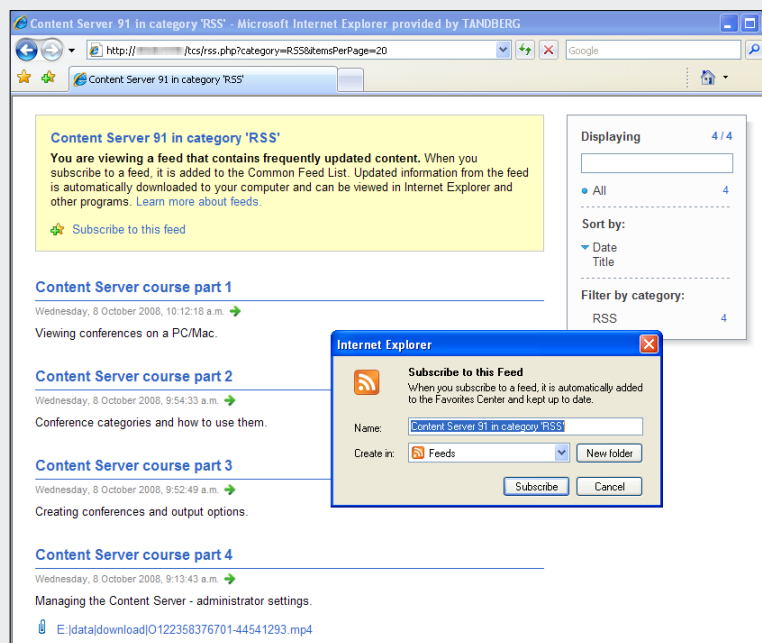 Content Server 91 in category 'RSS' - Microsoft Internet Explorer provided by TANDBERG
http:// /tcs/rss.php?category=RSS&itemsPerPage=20
Google
Content Server 91 in category 'RSS'
Content Server 91 in category 'RSS'
You are viewing a feed that contains frequently updated content. When you
subscribe to a feed, it is added to the Common Feed List. Updated information from the feed
is automatically downloaded to your computer and can be viewed in Internet Explorer and
other programs. Learn more about feeds.
Subscribe to this feed
Displaying 4 / 4
All 4
Sort by:
Date
Title
Filter by category:
RSS 4
Content Server course part 1
Wednesday, 8 October 2008, 10:12:18 a.m.
Viewing conferences on a PC/Mac.
Content Server course part 2
Wednesday, 8 October 2008, 9:54:33 a.m.
Conference categories and how to use them.
Content Server course part 3
Wednesday, 8 October 2008, 9:52:49 a.m.
Creating conferences and output options.
Content Server course part 4
Wednesday, 8 October 2008, 9:13:43 a.m.
Managing the Content Server - administrator settings.
E:|data|download|O122358376701-44541293.mp4
Internet Explorer
Subscribe to this Feed
When you subscribe to a feed, it is automatically added
to the Favorites Center and kept up to date.
Name: Content Server 91 in category 'RSS'
Create in: Feeds New folder
Subscribe Cancel